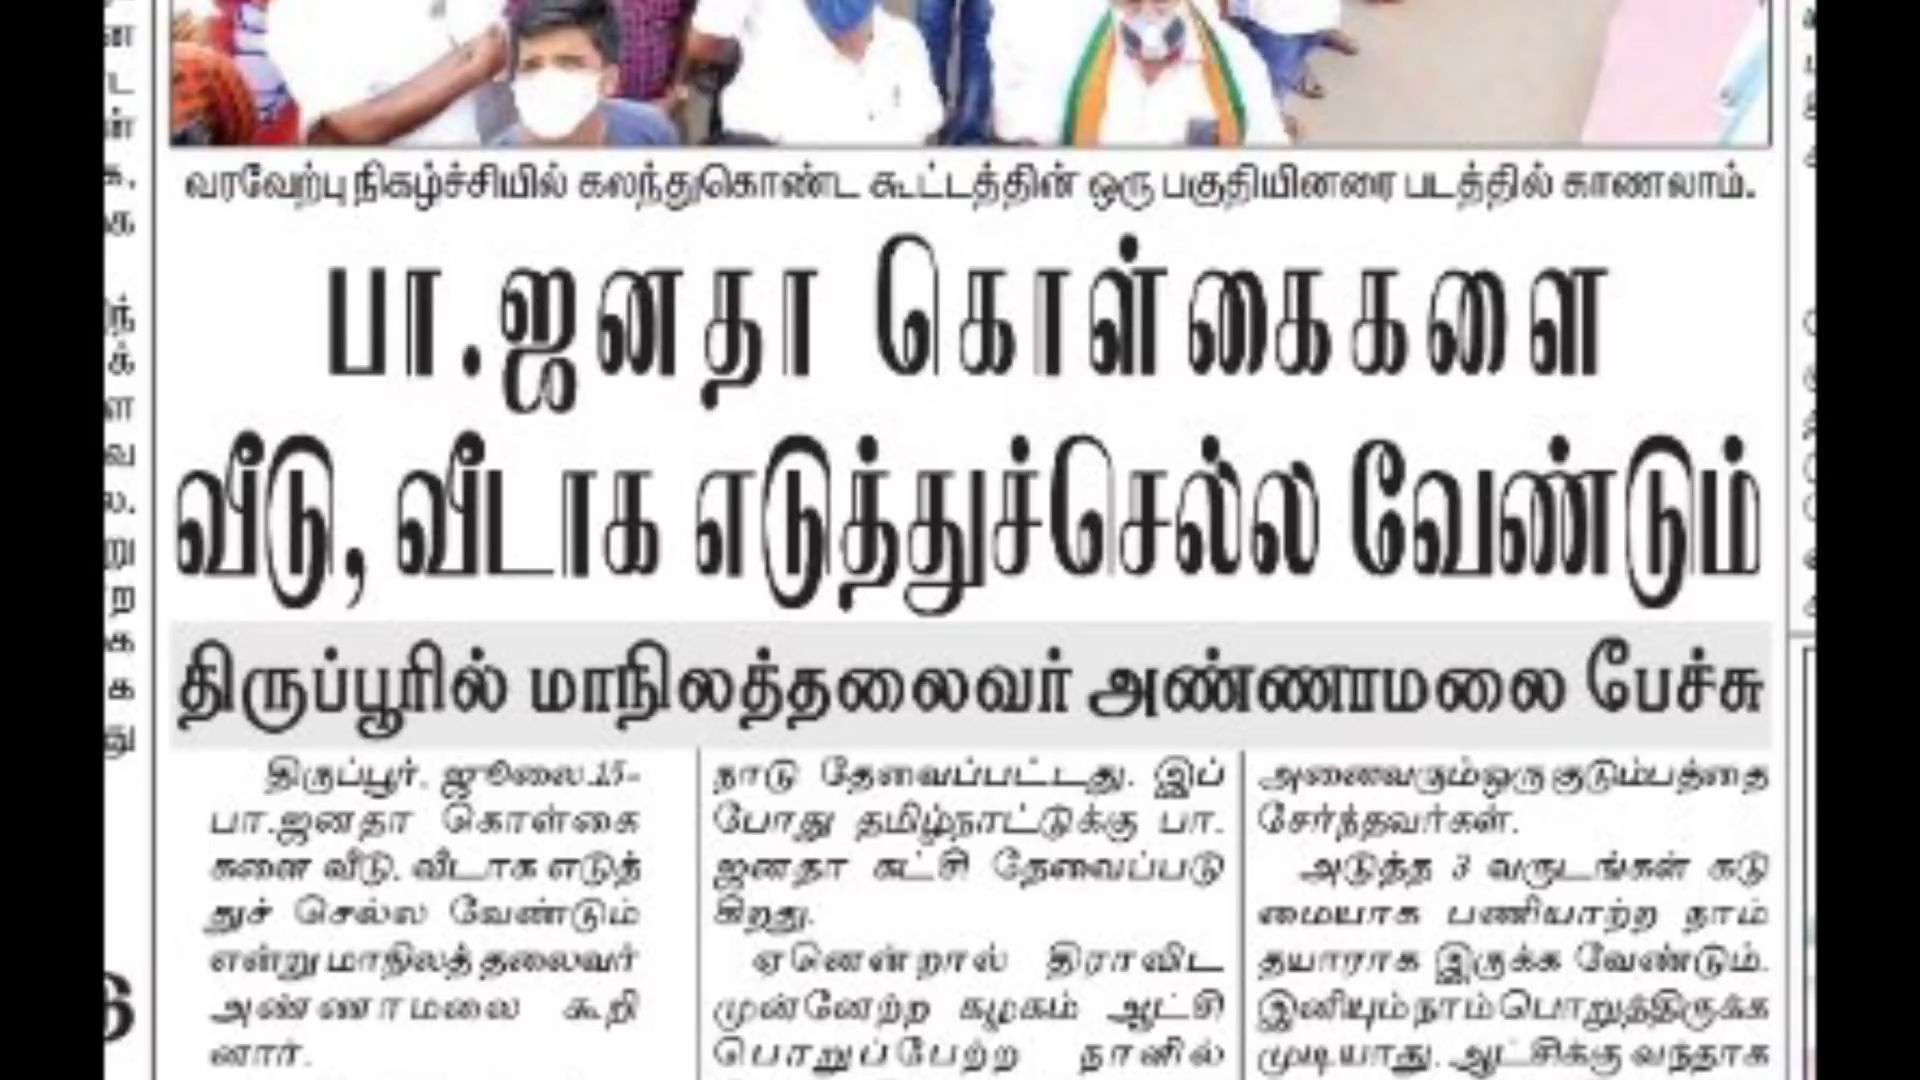 வரவேற்பு நிகழ்ச்சியில் கலந்துகொண்ட கூட்டத்தின் ஒரு பகுதியினரை படத்தில் காணலாம்.
பா.ஜனதா கொள்கைகளை
வீடு, வீடாக எடுத்துச்செல்ல வேண்டும்
திருப்பூரில் மாநிலத்தலைவர் அண்ணாமலை பேச்சு
திருப்பூர், ஜூலை.15-
பா.ஜனதா கொள்கை
களை வீடு, வீடாக எடுத்
துச் செல்ல வேண்டும்
என்று மாநிலத் தலைவர்
அண்ணாமலை கூறி
னார்.
நாடு தேவைப்பட்டது. இப்
போது தமிழ்நாட்டுக்கு பா.
ஜனதா கட்சி தேவைப்படு
கிறது.
ஏனென்றால் திராவிட
முன்னேற்ற கழகம் ஆட்சி
பொறுப்பேற்ற நாளில்
அனைவரும் ஒரு குடும்பத்தை
சேர்ந்தவர்கள்.
அடுத்த 3 வருடங்கள் கடு
மையாக பணியாற்ற நாம்
தயாராக இருக்க வேண்டும்.
இனியும் நாம் பொறுத்திருக்க
முடியாது. ஆட்சிக்கு வந்தாக